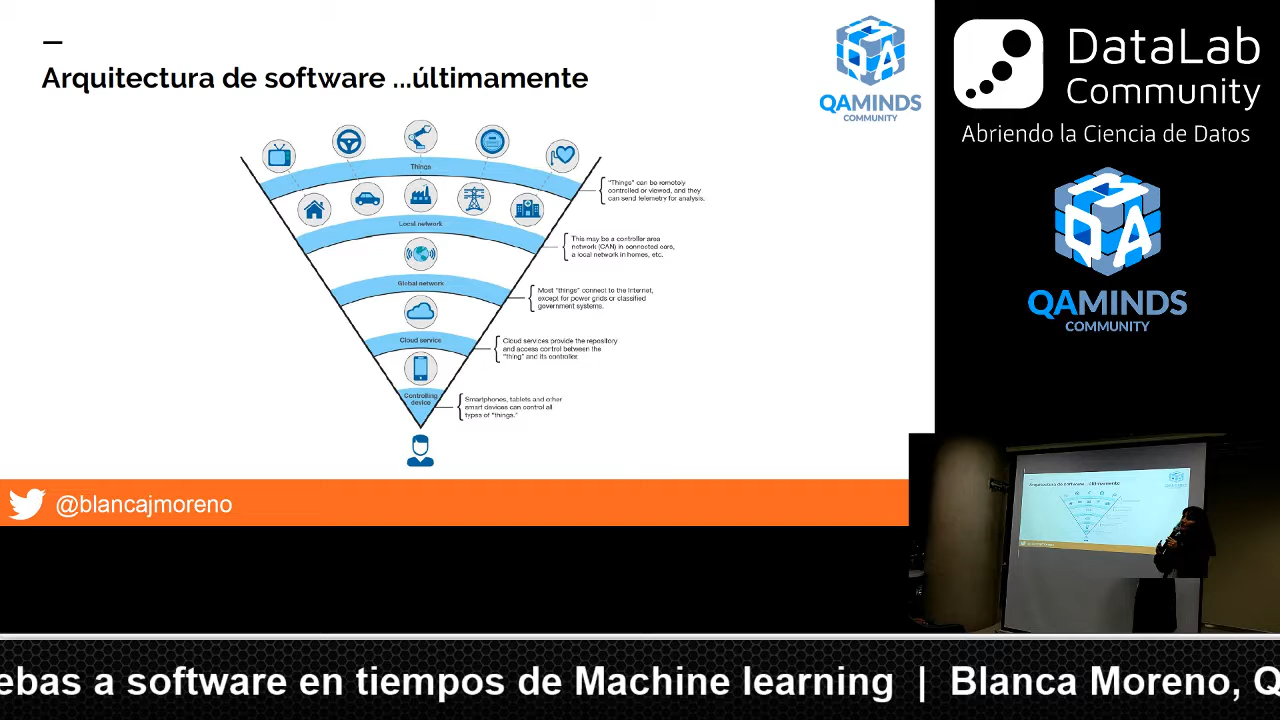 Arquitectura de software ...últimamente
QAMINDS
COMMUNITY
Things
"Things" can be remotely
controlled or viewed, and they
can send telemetry for analysis.
Local network
This may be a controller area
network (CAN) in connected cars,
a local network in homes, etc.
Global network
Most "things" connect to the Internet,
except for power grids or classified
government systems.
Cloud service
Cloud services provide the repository
and access control between the
"thing" and its controller.
Controlling
device
Smartphones, tablets and other
smart devices can control all
types of "things."
@blancajmoreno
DataLab
Community
Abriendo la Ciencia de Datos
QA
QAMINDS
COMMUNITY
Arquitectura de software ...últimamente
ebas a software en tiempos de Machine learning | Blanca Moreno, Q